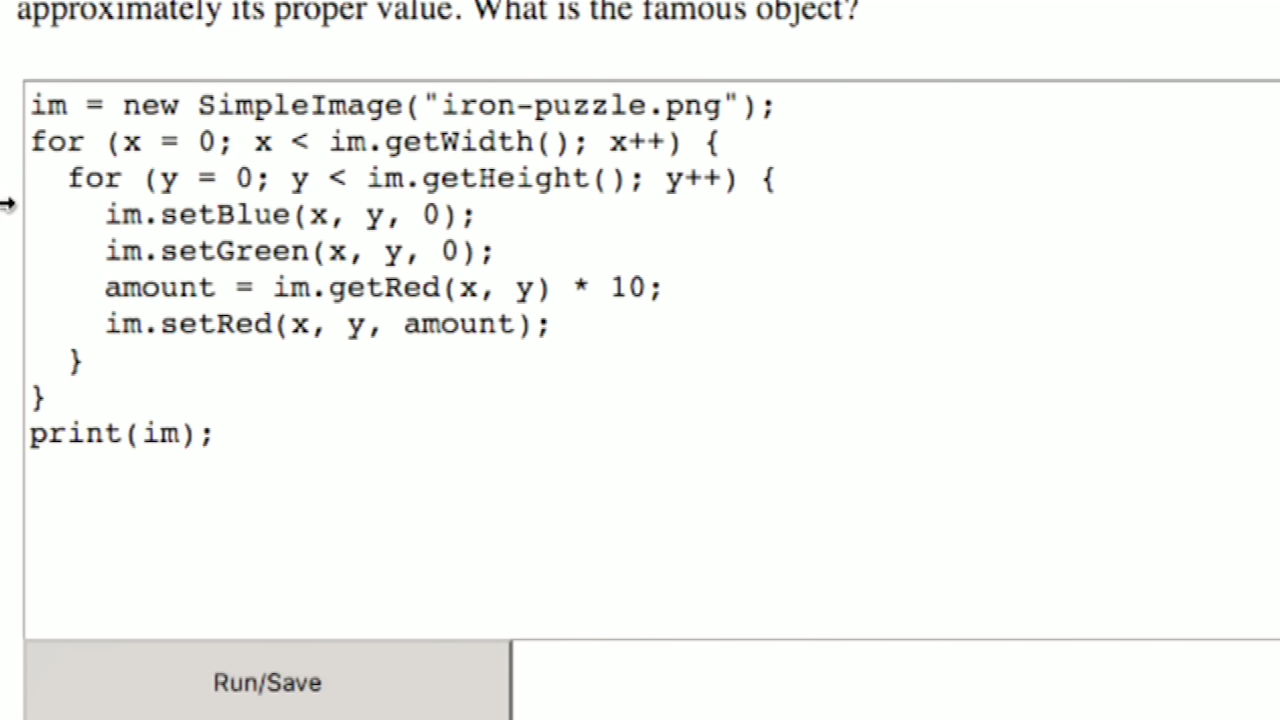 approximately its proper value. What is the famous object?
im = new SimpleImage("iron-puzzle.png");
for (x = 0; x < im.getWidth(); x++) {
  for (y = 0; y < im.getHeight(); y++) {
    im.setBlue(x, y, 0);
    im.setGreen(x, y, 0);
    amount = im.getRed(x, y) * 10;
    im.setRed(x, y, amount);
  }
}
print(im);
Run/Save